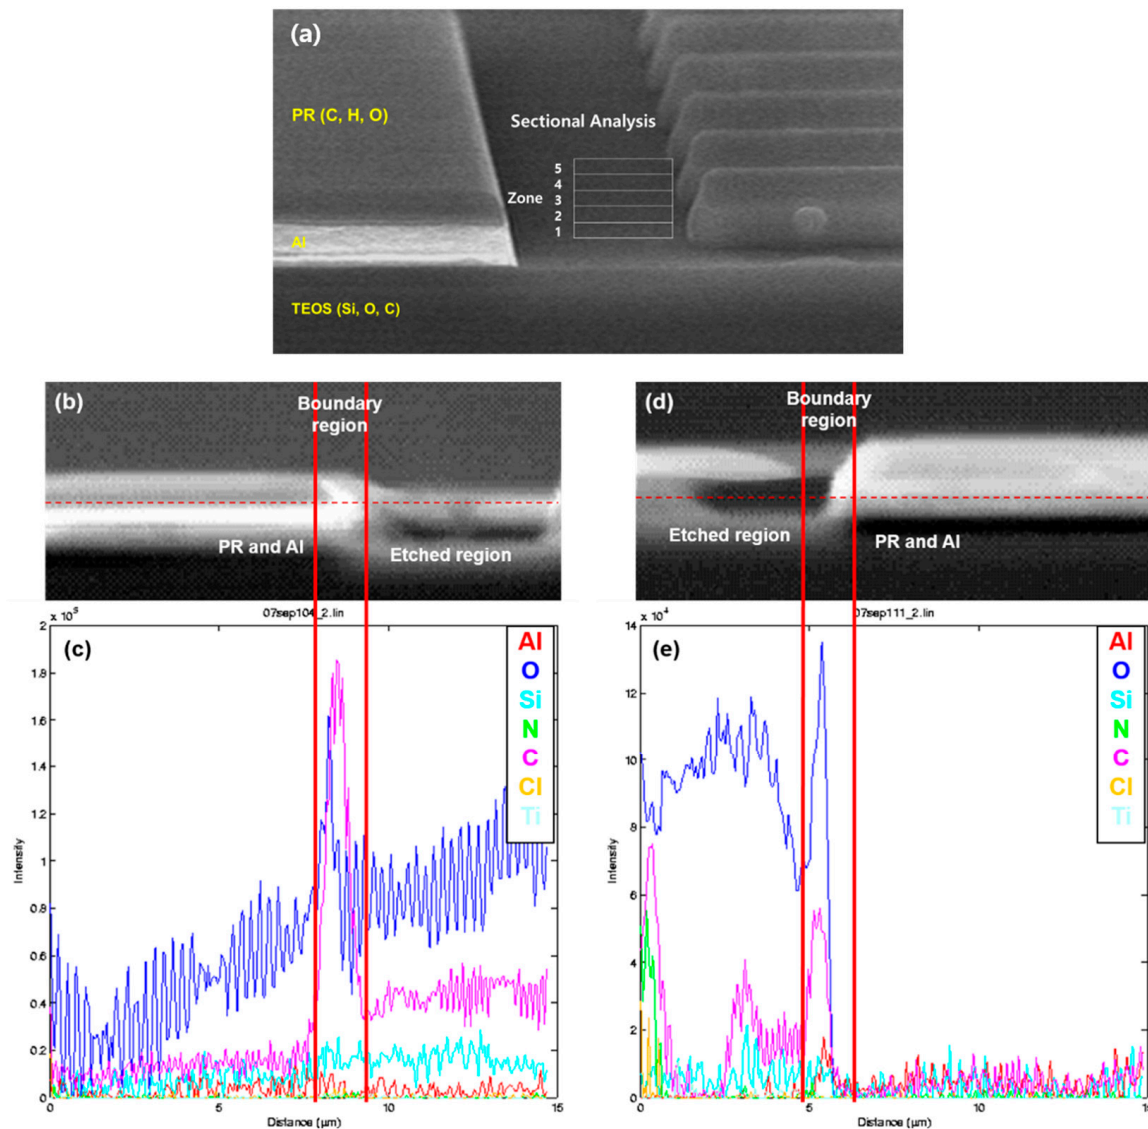 (a)
PR (C, H, O)
Sectional Analysis
5
4
Zone 3
2
1
Al
TEOS (Si, O, C)
(b)
Boundary
region
PR and Al
Etched region
(d)
Boundary
region
Etched region
PR and Al
x 10⁵
07sep104_2.lin
(c)
2
1.8
1.6
1.4
1.2
1
0.8
0.6
0.4
0.2
0
Intensity
Al
O
Si
N
C
Cl
Ti
0
5
10
15
Distance (μm)
x 10⁴
07sep111_2.lin
(e)
14
12
10
8
6
4
2
0
Intensity
Al
O
Si
N
C
Cl
Ti
0
5
10
Distance (μm)